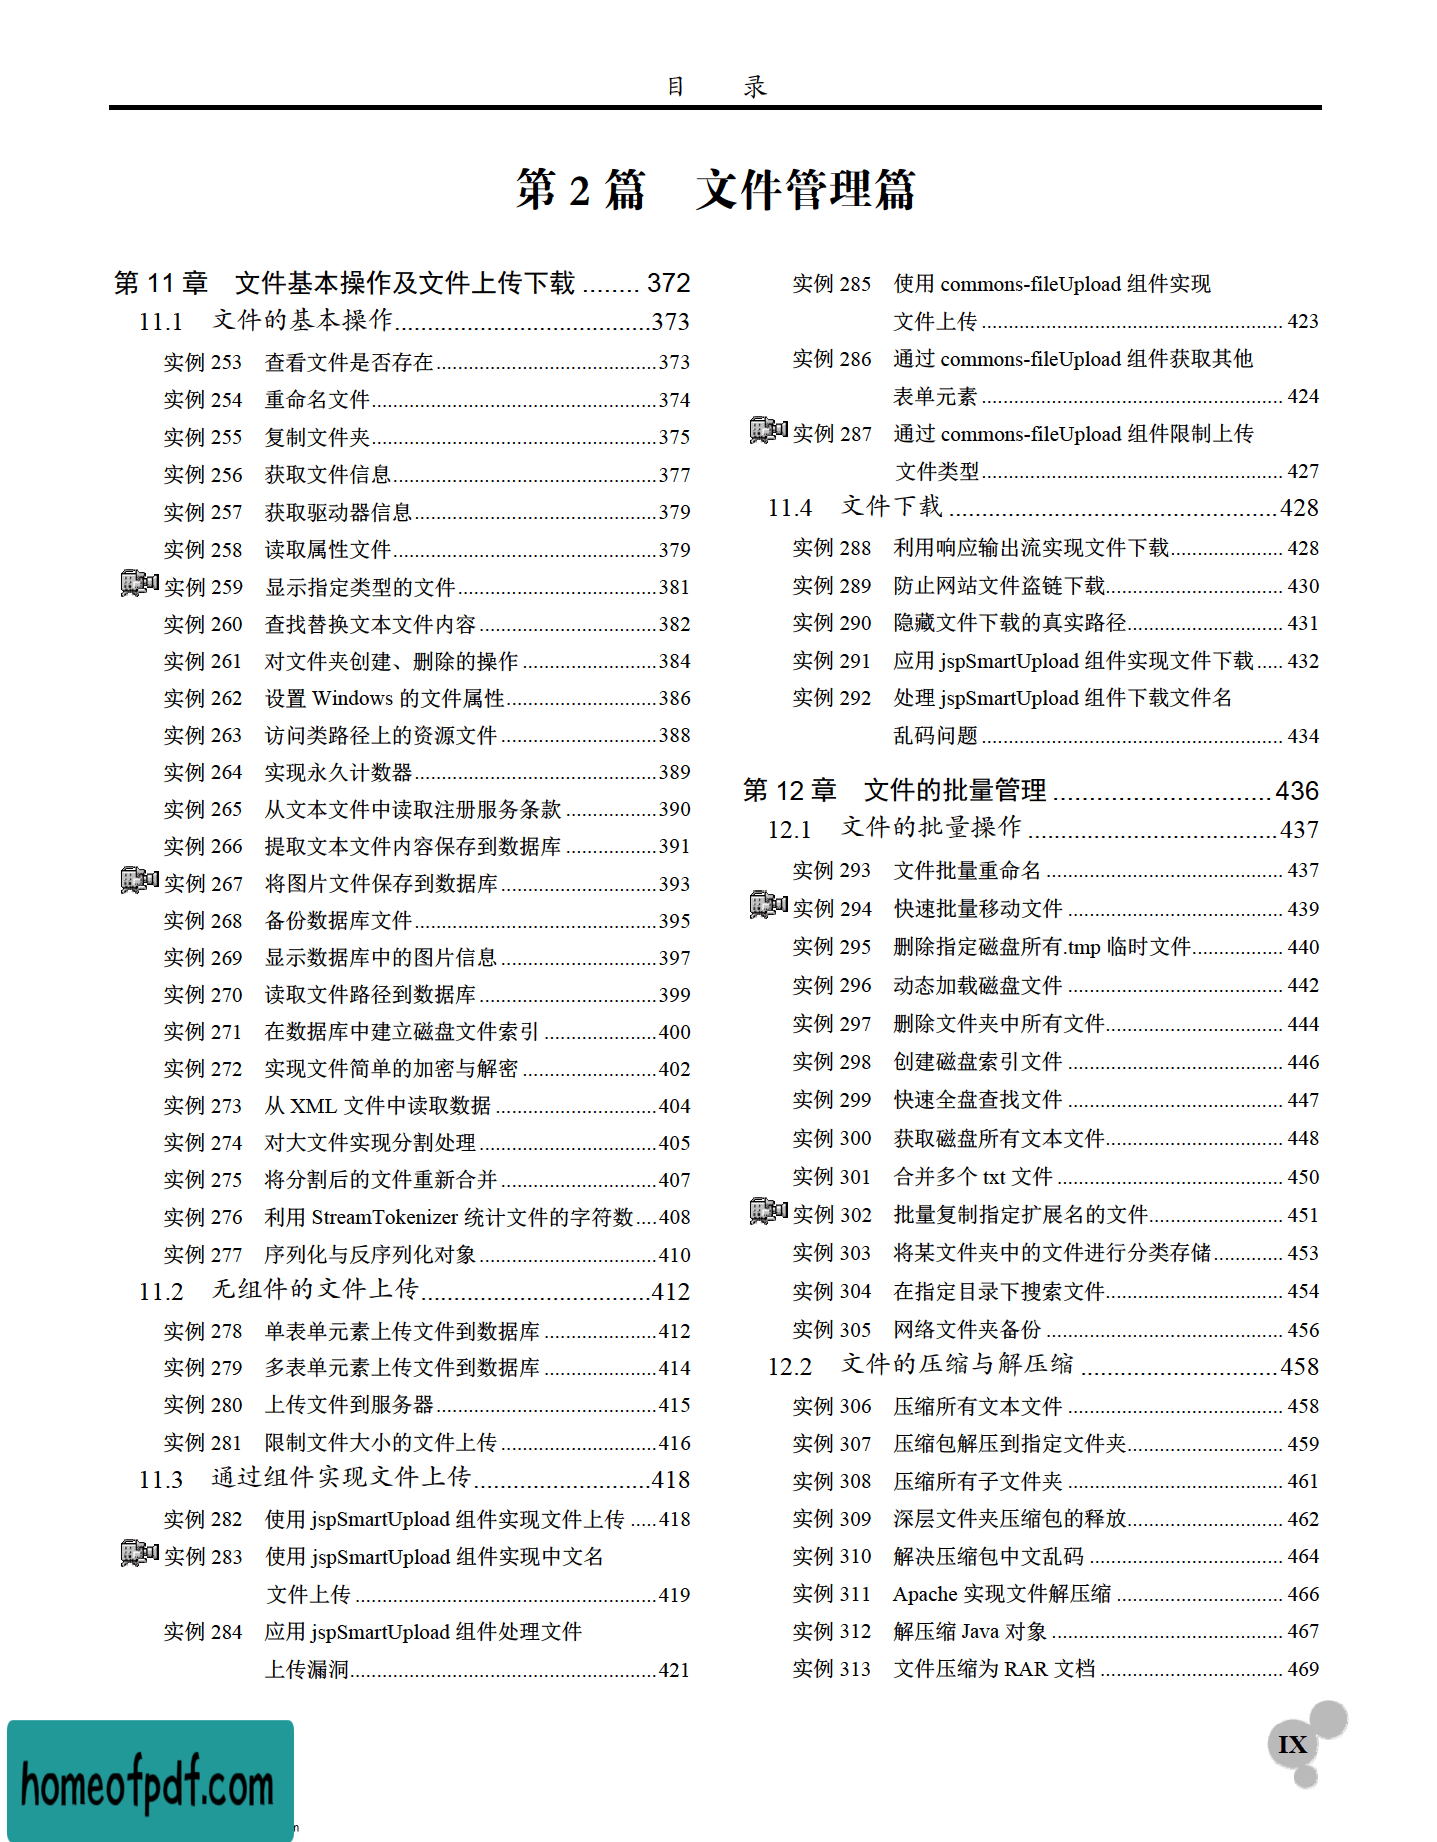 目 录
第 2 篇 文件管理篇
第 11 章 文件基本操作及文件上传下载 ........ 372
11.1 文件的基本操作.......................................373
实例 253 查看文件是否存在.........................................373
实例 254 重命名文件.....................................................374
实例 255 复制文件夹.....................................................375
实例 256 获取文件信息.................................................377
实例 257 获取驱动器信息.............................................379
实例 258 读取属性文件.................................................379
实例 259 显示指定类型的文件.....................................381
实例 260 查找替换文本文件内容.................................382
实例 261 对文件夹创建、删除的操作.........................384
实例 262 设置 Windows 的文件属性............................386
实例 263 访问类路径上的资源文件.............................388
实例 264 实现永久计数器.............................................389
实例 265 从文本文件中读取注册服务条款.................390
实例 266 提取文本文件内容保存到数据库.................391
实例 267 将图片文件保存到数据库.............................393
实例 268 备份数据库文件.............................................395
实例 269 显示数据库中的图片信息.............................397
实例 270 读取文件路径到数据库.................................399
实例 271 在数据库中建立磁盘文件索引.....................400
实例 272 实现文件简单的加密与解密.........................402
实例 273 从 XML 文件中读取数据..............................404
实例 274 对大文件实现分割处理.................................405
实例 275 将分割后的文件重新合并.............................407
实例 276 利用 StreamTokenizer 统计文件的字符数....408
实例 277 序列化与反序列化对象.................................410
11.2 无组件的文件上传...................................412
实例 278 单表单元素上传文件到数据库.....................412
实例 279 多表单元素上传文件到数据库.....................414
实例 280 上传文件到服务器.........................................415
实例 281 限制文件大小的文件上传.............................416
11.3 通过组件实现文件上传...........................418
实例 282 使用 jspSmartUpload 组件实现文件上传.....418
实例 283 使用 jspSmartUpload 组件实现中文名
文件上传........................................................419
实例 284 应用 jspSmartUpload 组件处理文件
上传漏洞.........................................................421
实例 285 使用 commons-fileUpload 组件实现
文件上传........................................................ 423
实例 286 通过 commons-fileUpload 组件获取其他
表单元素........................................................ 424
实例 287 通过 commons-fileUpload 组件限制上传
文件类型........................................................ 427
11.4 文件下载..................................................428
实例 288 利用响应输出流实现文件下载..................... 428
实例 289 防止网站文件盗链下载................................. 430
实例 290 隐藏文件下载的真实路径............................. 431
实例 291 应用 jspSmartUpload 组件实现文件下载..... 432
实例 292 处理 jspSmartUpload 组件下载文件名
乱码问题........................................................ 434
第 12 章 文件的批量管理.............................. 436
12.1 文件的批量操作......................................437
实例 293 文件批量重命名............................................ 437
实例 294 快速批量移动文件........................................ 439
实例 295 删除指定磁盘所有.tmp 临时文件................. 440
实例 296 动态加载磁盘文件........................................ 442
实例 297 删除文件夹中所有文件................................. 444
实例 298 创建磁盘索引文件........................................ 446
实例 299 快速全盘查找文件........................................ 447
实例 300 获取磁盘所有文本文件................................. 448
实例 301 合并多个 txt 文件.......................................... 450
实例 302 批量复制指定扩展名的文件......................... 451
实例 303 将某文件夹中的文件进行分类存储............. 453
实例 304 在指定目录下搜索文件................................. 454
实例 305 网络文件夹备份............................................ 456
12.2 文件的压缩与解压缩..............................458
实例 306 压缩所有文本文件........................................ 458
实例 307 压缩包解压到指定文件夹............................. 459
实例 308 压缩所有子文件夹........................................ 461
实例 309 深层文件夹压缩包的释放............................. 462
实例 310 解决压缩包中文乱码.................................... 464
实例 311 Apache 实现文件解压缩............................... 466
实例 312 解压缩 Java 对象........................................... 467
实例 313 文件压缩为 RAR 文档.................................. 469
IX
homeofpdf.com